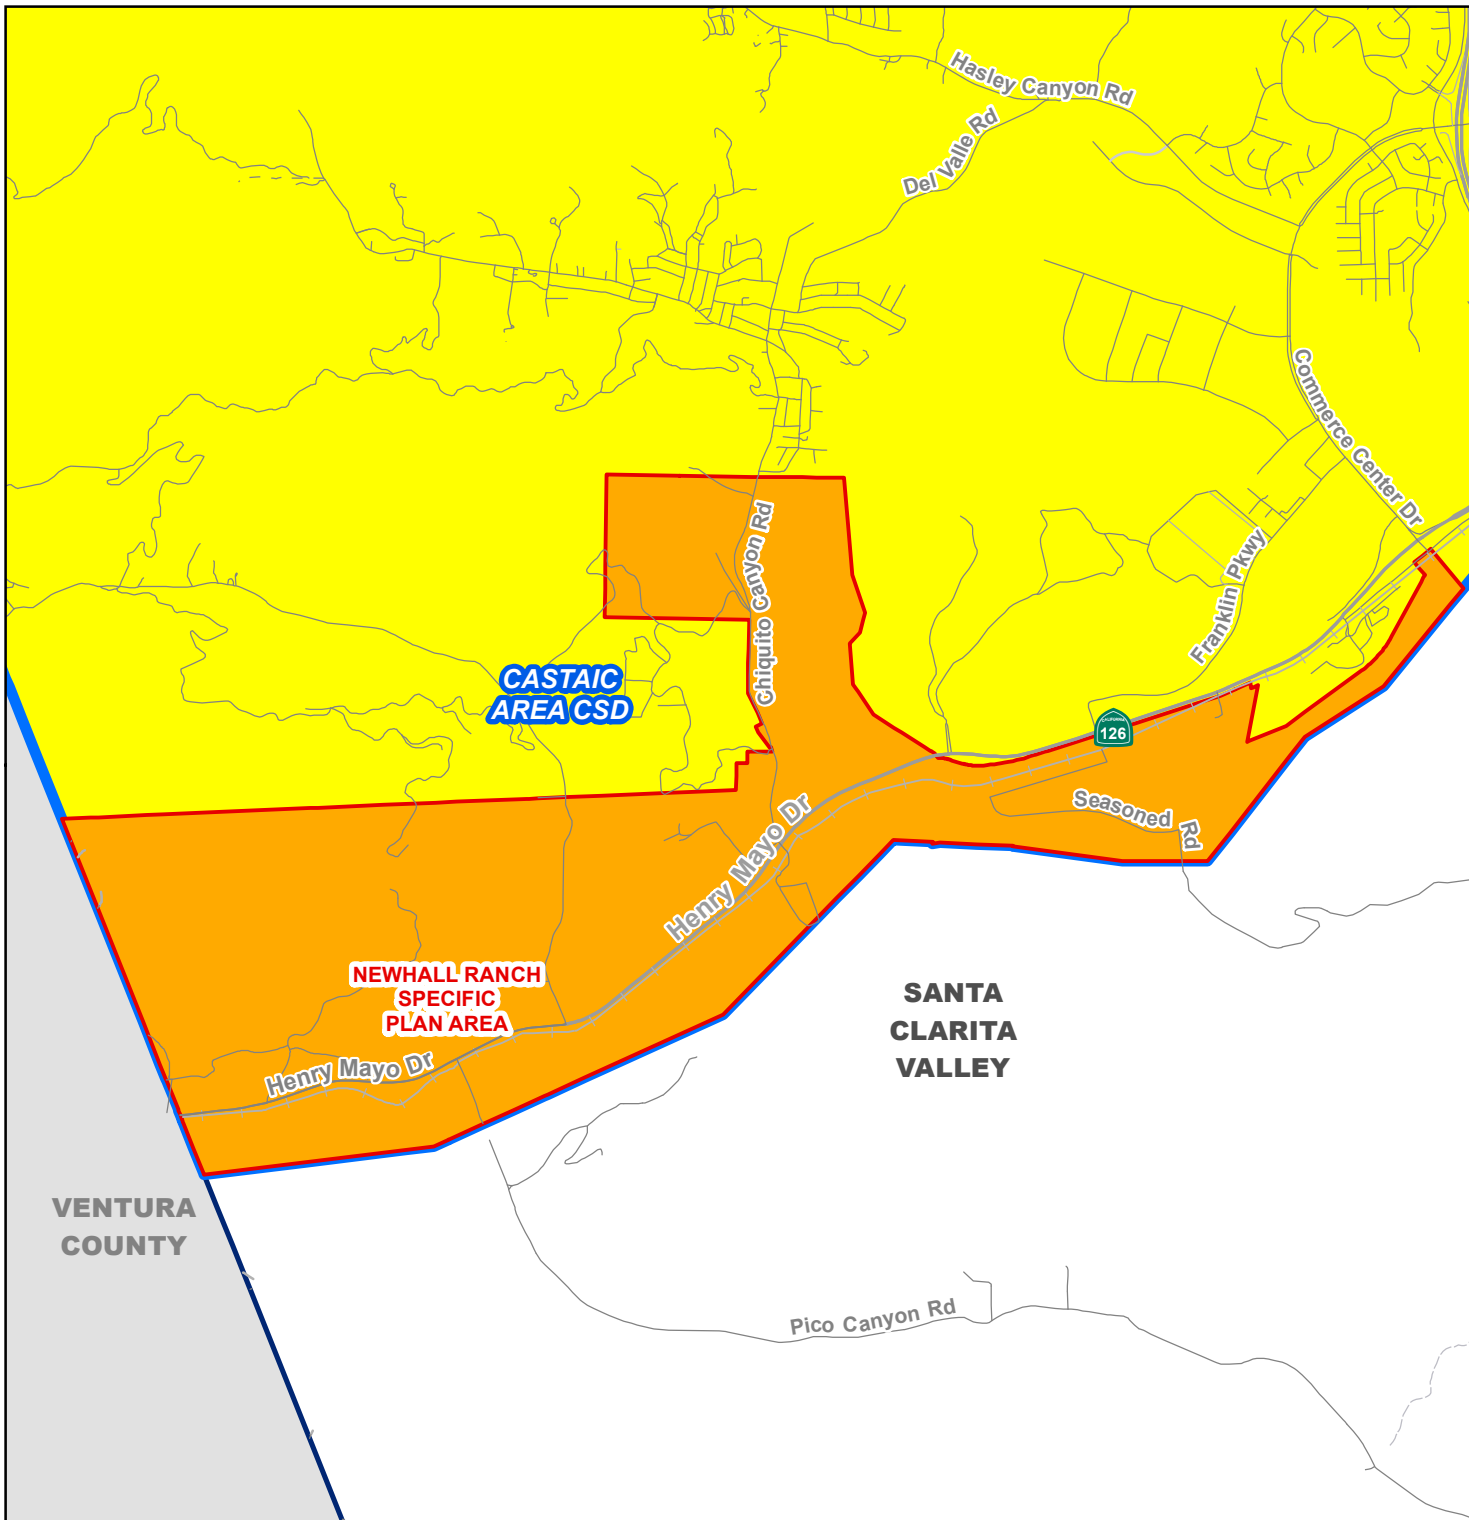 Hasley Canyon Rd
Del Valle Rd
Commerce Center Dr
Chiquito Canyon Rd
Franklin Pkwy
CASTAIC
AREA CSD
CALIFORNIA
126
Seasoned Rd
Henry Mayo Dr
NEWHALL RANCH
SPECIFIC
PLAN AREA
SANTA
CLARITA
VALLEY
Henry Mayo Dr
VENTURA
COUNTY
Pico Canyon Rd